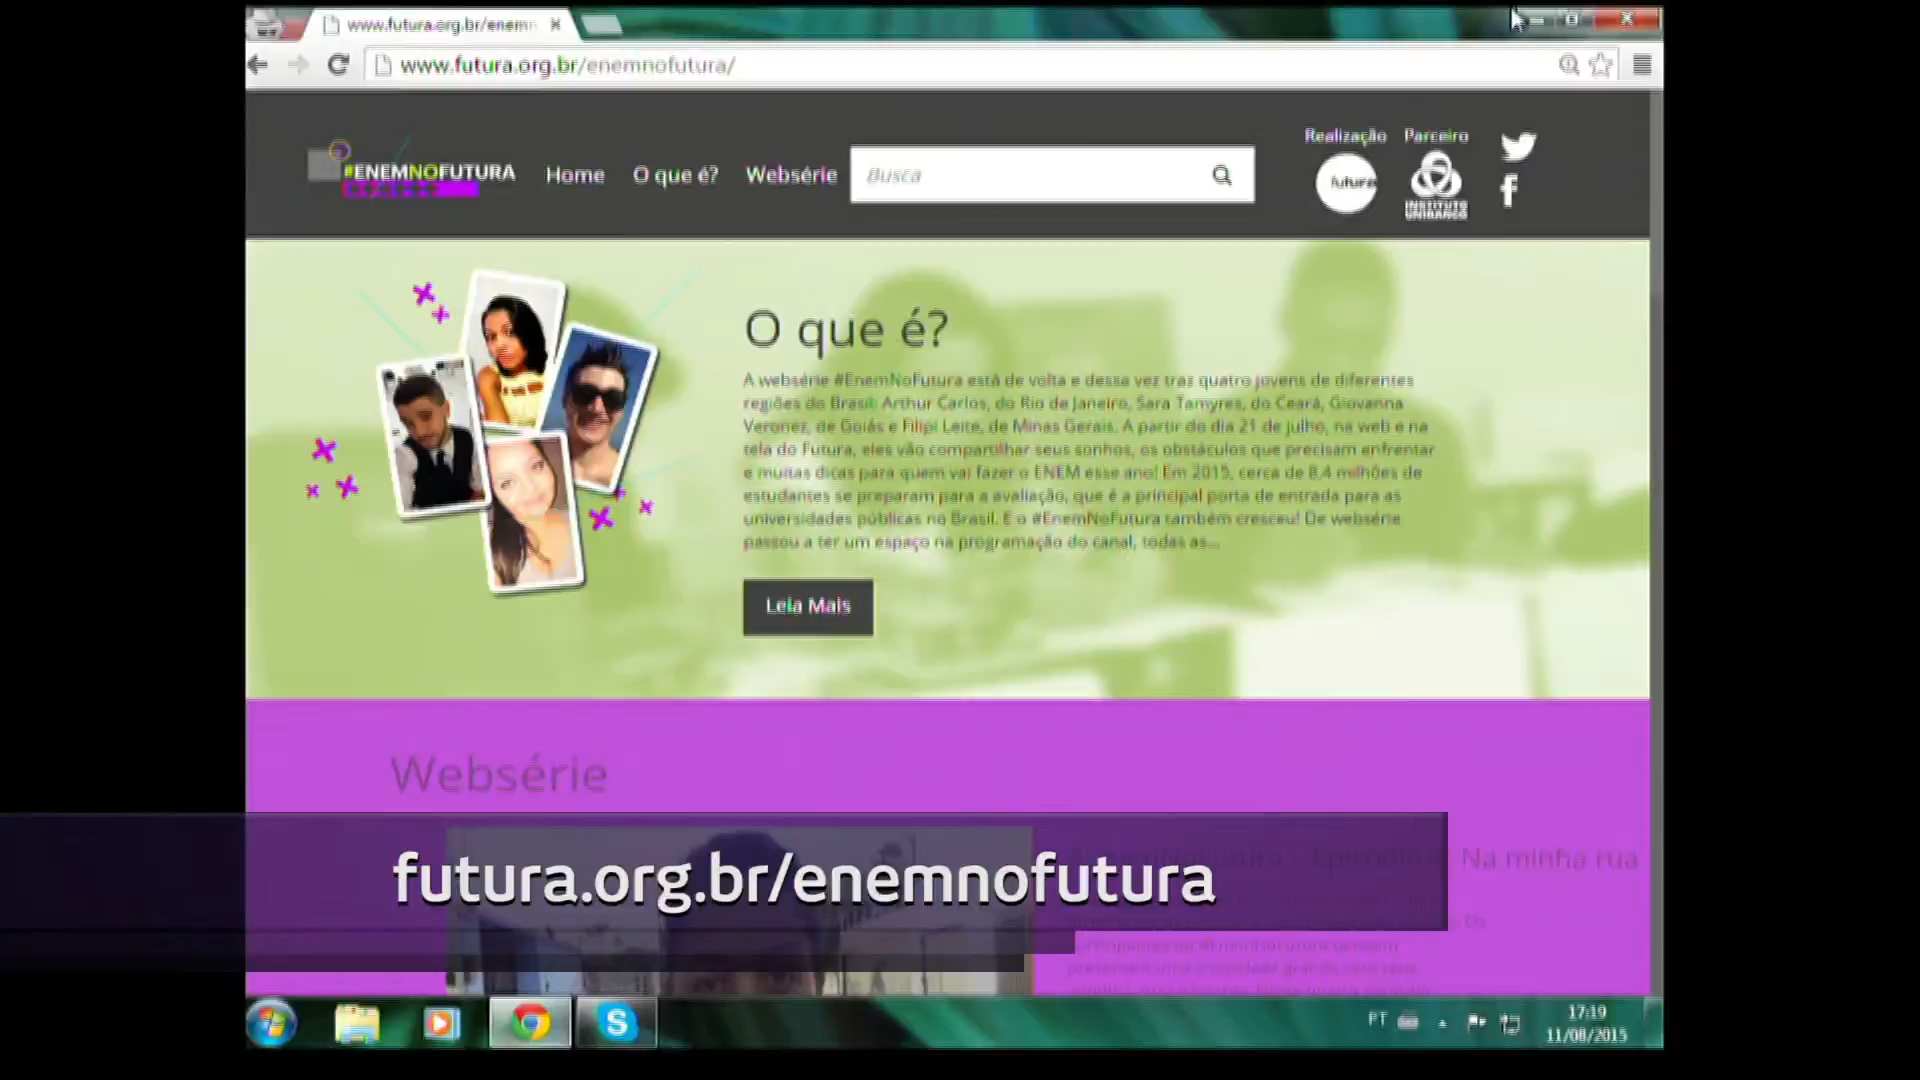 www.futura.org.br/enemn
www.futura.org.br/enemnofutura/
#ENEMNOFUTURA
Home
O que é?
Websérie
Busca
Realização
Parceiro
futura
INSTITUTO
UNIBANCO
O que é?
A websérie #EnemNoFutura está de volta e dessa vez traz quatro jovens de diferentes
regiões do Brasil: Arthur Carlos, do Rio de Janeiro, Sara Tamyres, do Ceará, Giovanna
Veronez, de Goiás e Filipi Leite, de Minas Gerais. A partir do dia 21 de julho, na web e na
tela do Futura, eles vão compartilhar seus sonhos, os obstáculos que precisam enfrentar
e muitas dicas para quem vai fazer o ENEM esse ano! Em 2015, cerca de 8,4 milhões de
estudantes se preparam para a avaliação, que é a principal porta de entrada para as
universidades públicas no Brasil. E o #EnemNoFutura também cresceu! De websérie
passou a ter um espaço na programação do canal, todas as...
Leia Mais
Websérie
Na minha rua
futura.org.br/enemnofutura
PT
17:19
11/08/2015